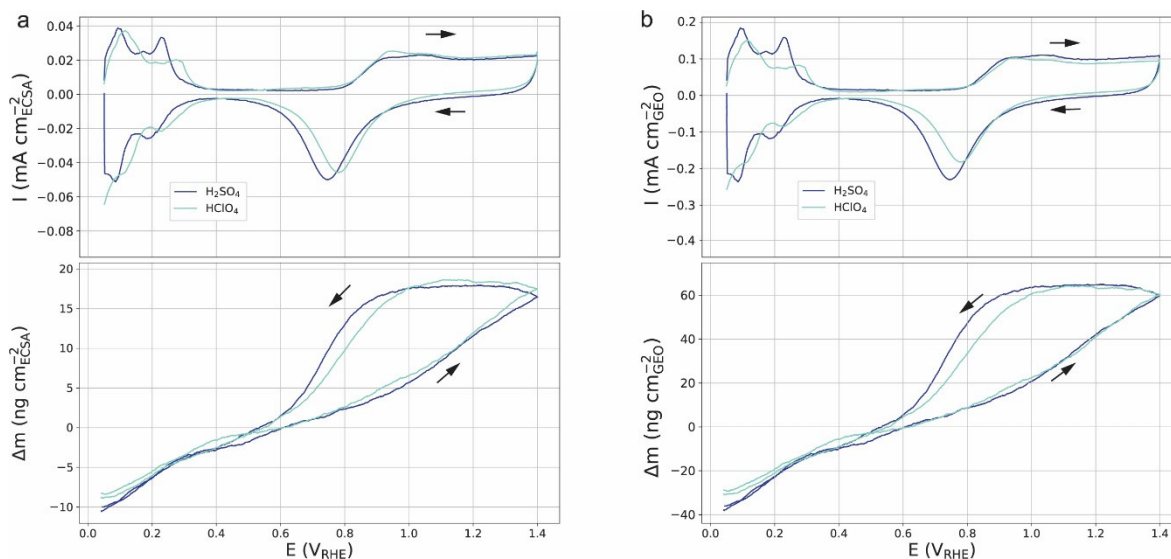 a
I (mA cm⁻²ECSA)
0.04
0.02
0.00
−0.02
−0.04
−0.06
−0.08
H₂SO₄
HClO₄
Δm (ng cm⁻²ECSA)
20
15
10
5
0
−5
−10
0.0 0.2 0.4 0.6 0.8 1.0 1.2 1.4
E (V_RHE)
b
I (mA cm⁻²GEO)
0.2
0.1
0.0
−0.1
−0.2
−0.3
−0.4
H₂SO₄
HClO₄
Δm (ng cm⁻²GEO)
60
40
20
0
−20
−40
0.0 0.2 0.4 0.6 0.8 1.0 1.2 1.4
E (V_RHE)